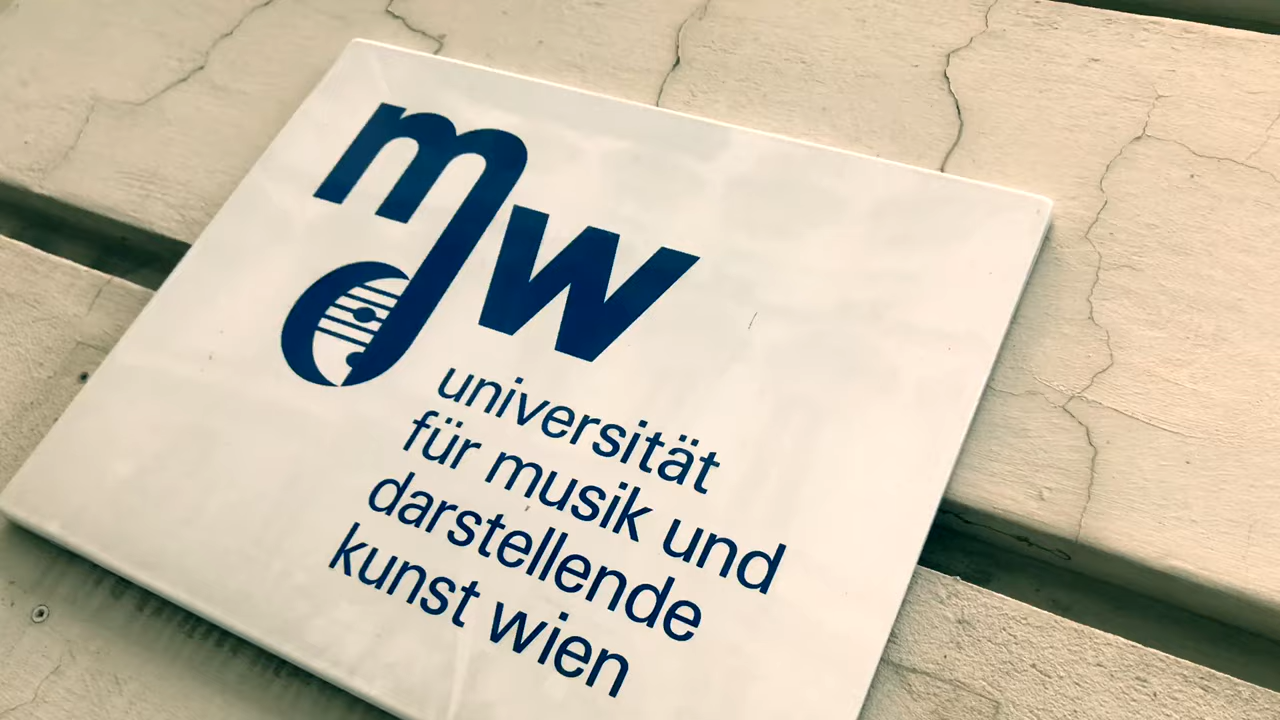 mdw
universität
für musik und
darstellende
kunst wien